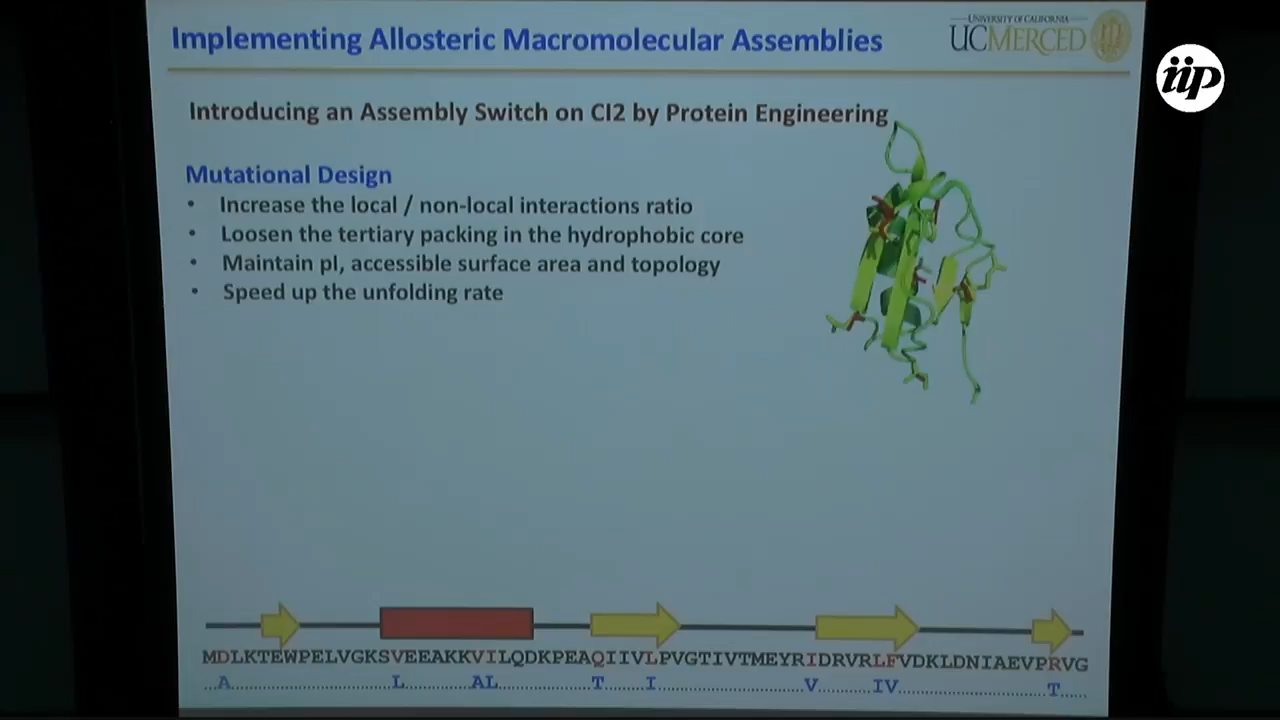 Implementing Allosteric Macromolecular Assemblies
UNIVERSITY OF CALIFORNIA
UCMERCED
iip
Introducing an Assembly Switch on CI2 by Protein Engineering
Mutational Design
• Increase the local / non-local interactions ratio
• Loosen the tertiary packing in the hydrophobic core
• Maintain pI, accessible surface area and topology
• Speed up the unfolding rate
MDLKTEWPELVGKSVEEAKKVILQDKPEAQIIVLPVGTIVTMEYRIDRVRLFVDKLDNIAEVPRVG
..A..................L.........AL...............T.......I.......................V........IV.......................T.....